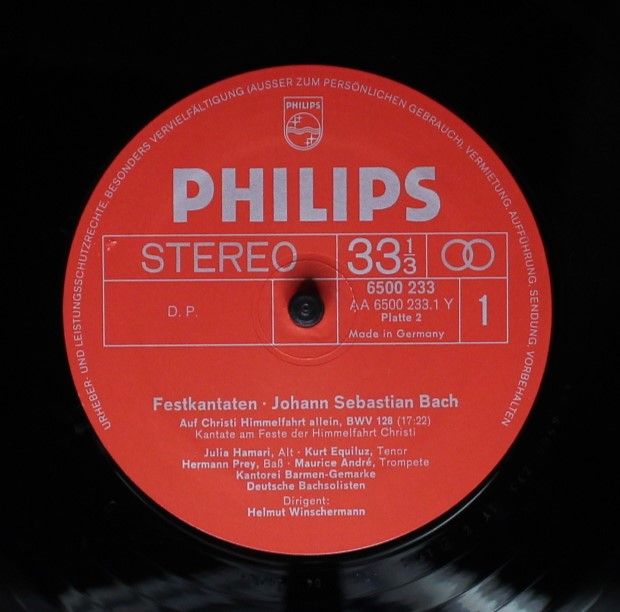 URHEBER- UND LEISTUNGSSCHUTZRECHTE, BESONDERS VERVIELFÄLTIGUNG (AUSSER ZUM PERSÖNLICHEN GEBRAUCH), VERMIETUNG, AUFFÜHRUNG, SENDUNG, VORBEHALTEN
PHILIPS
PHILIPS
STEREO 33 1/3
6500 233
D.P. AA 6500 233.1 Y 1
Platte 2
Made in Germany
Festkantaten · Johann Sebastian Bach
Auf Christi Himmelfahrt allein, BWV 128 (17:22)
Kantate am Feste der Himmelfahrt Christi
Julia Hamari, Alt · Kurt Equiluz, Tenor
Hermann Prey, Baß · Maurice André, Trompete
Kantorei Barmen-Gemarke
Deutsche Bachsolisten
Dirigent:
Helmut Winschermann